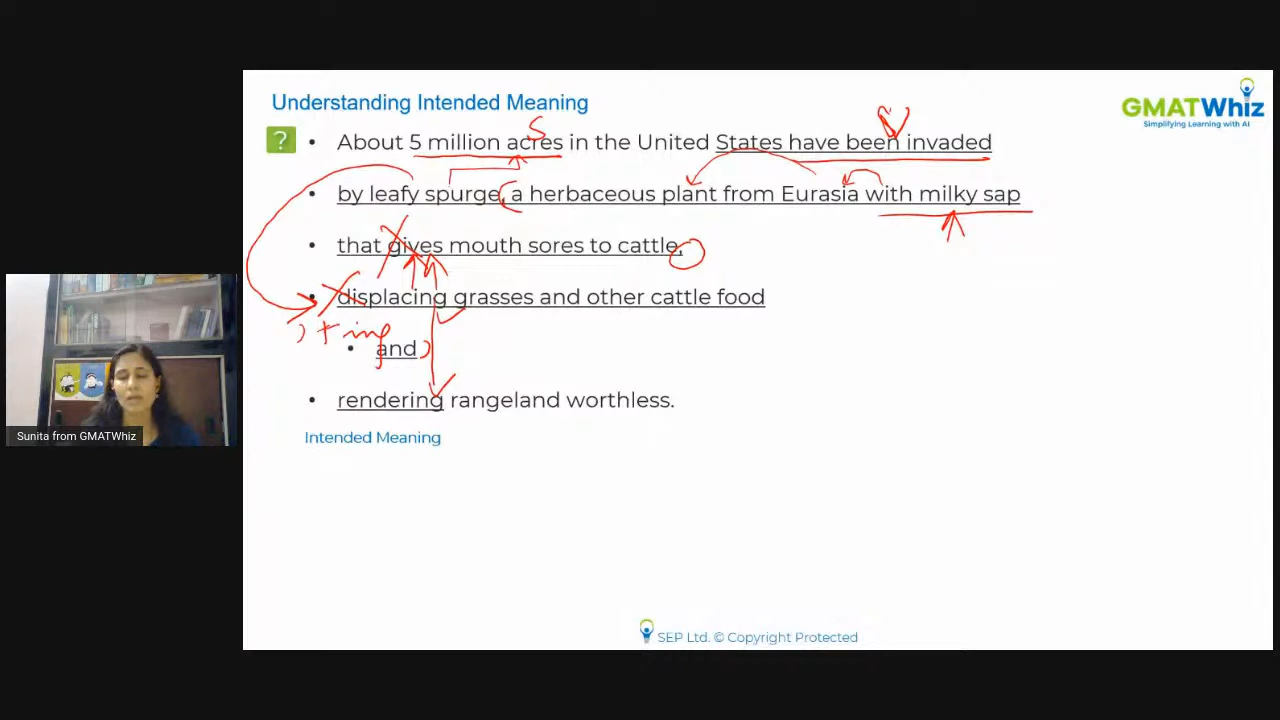 Understanding Intended Meaning
GMATWhiz
Simplifying Learning with AI
?
S
V
• About 5 million acres in the United States have been invaded
• by leafy spurge, a herbaceous plant from Eurasia with milky sap
• that gives mouth sores to cattle,
• displacing grasses and other cattle food
, + ing
• and,
• rendering rangeland worthless.
Intended Meaning
Sunita from GMATWhiz
SEP Ltd. © Copyright Protected